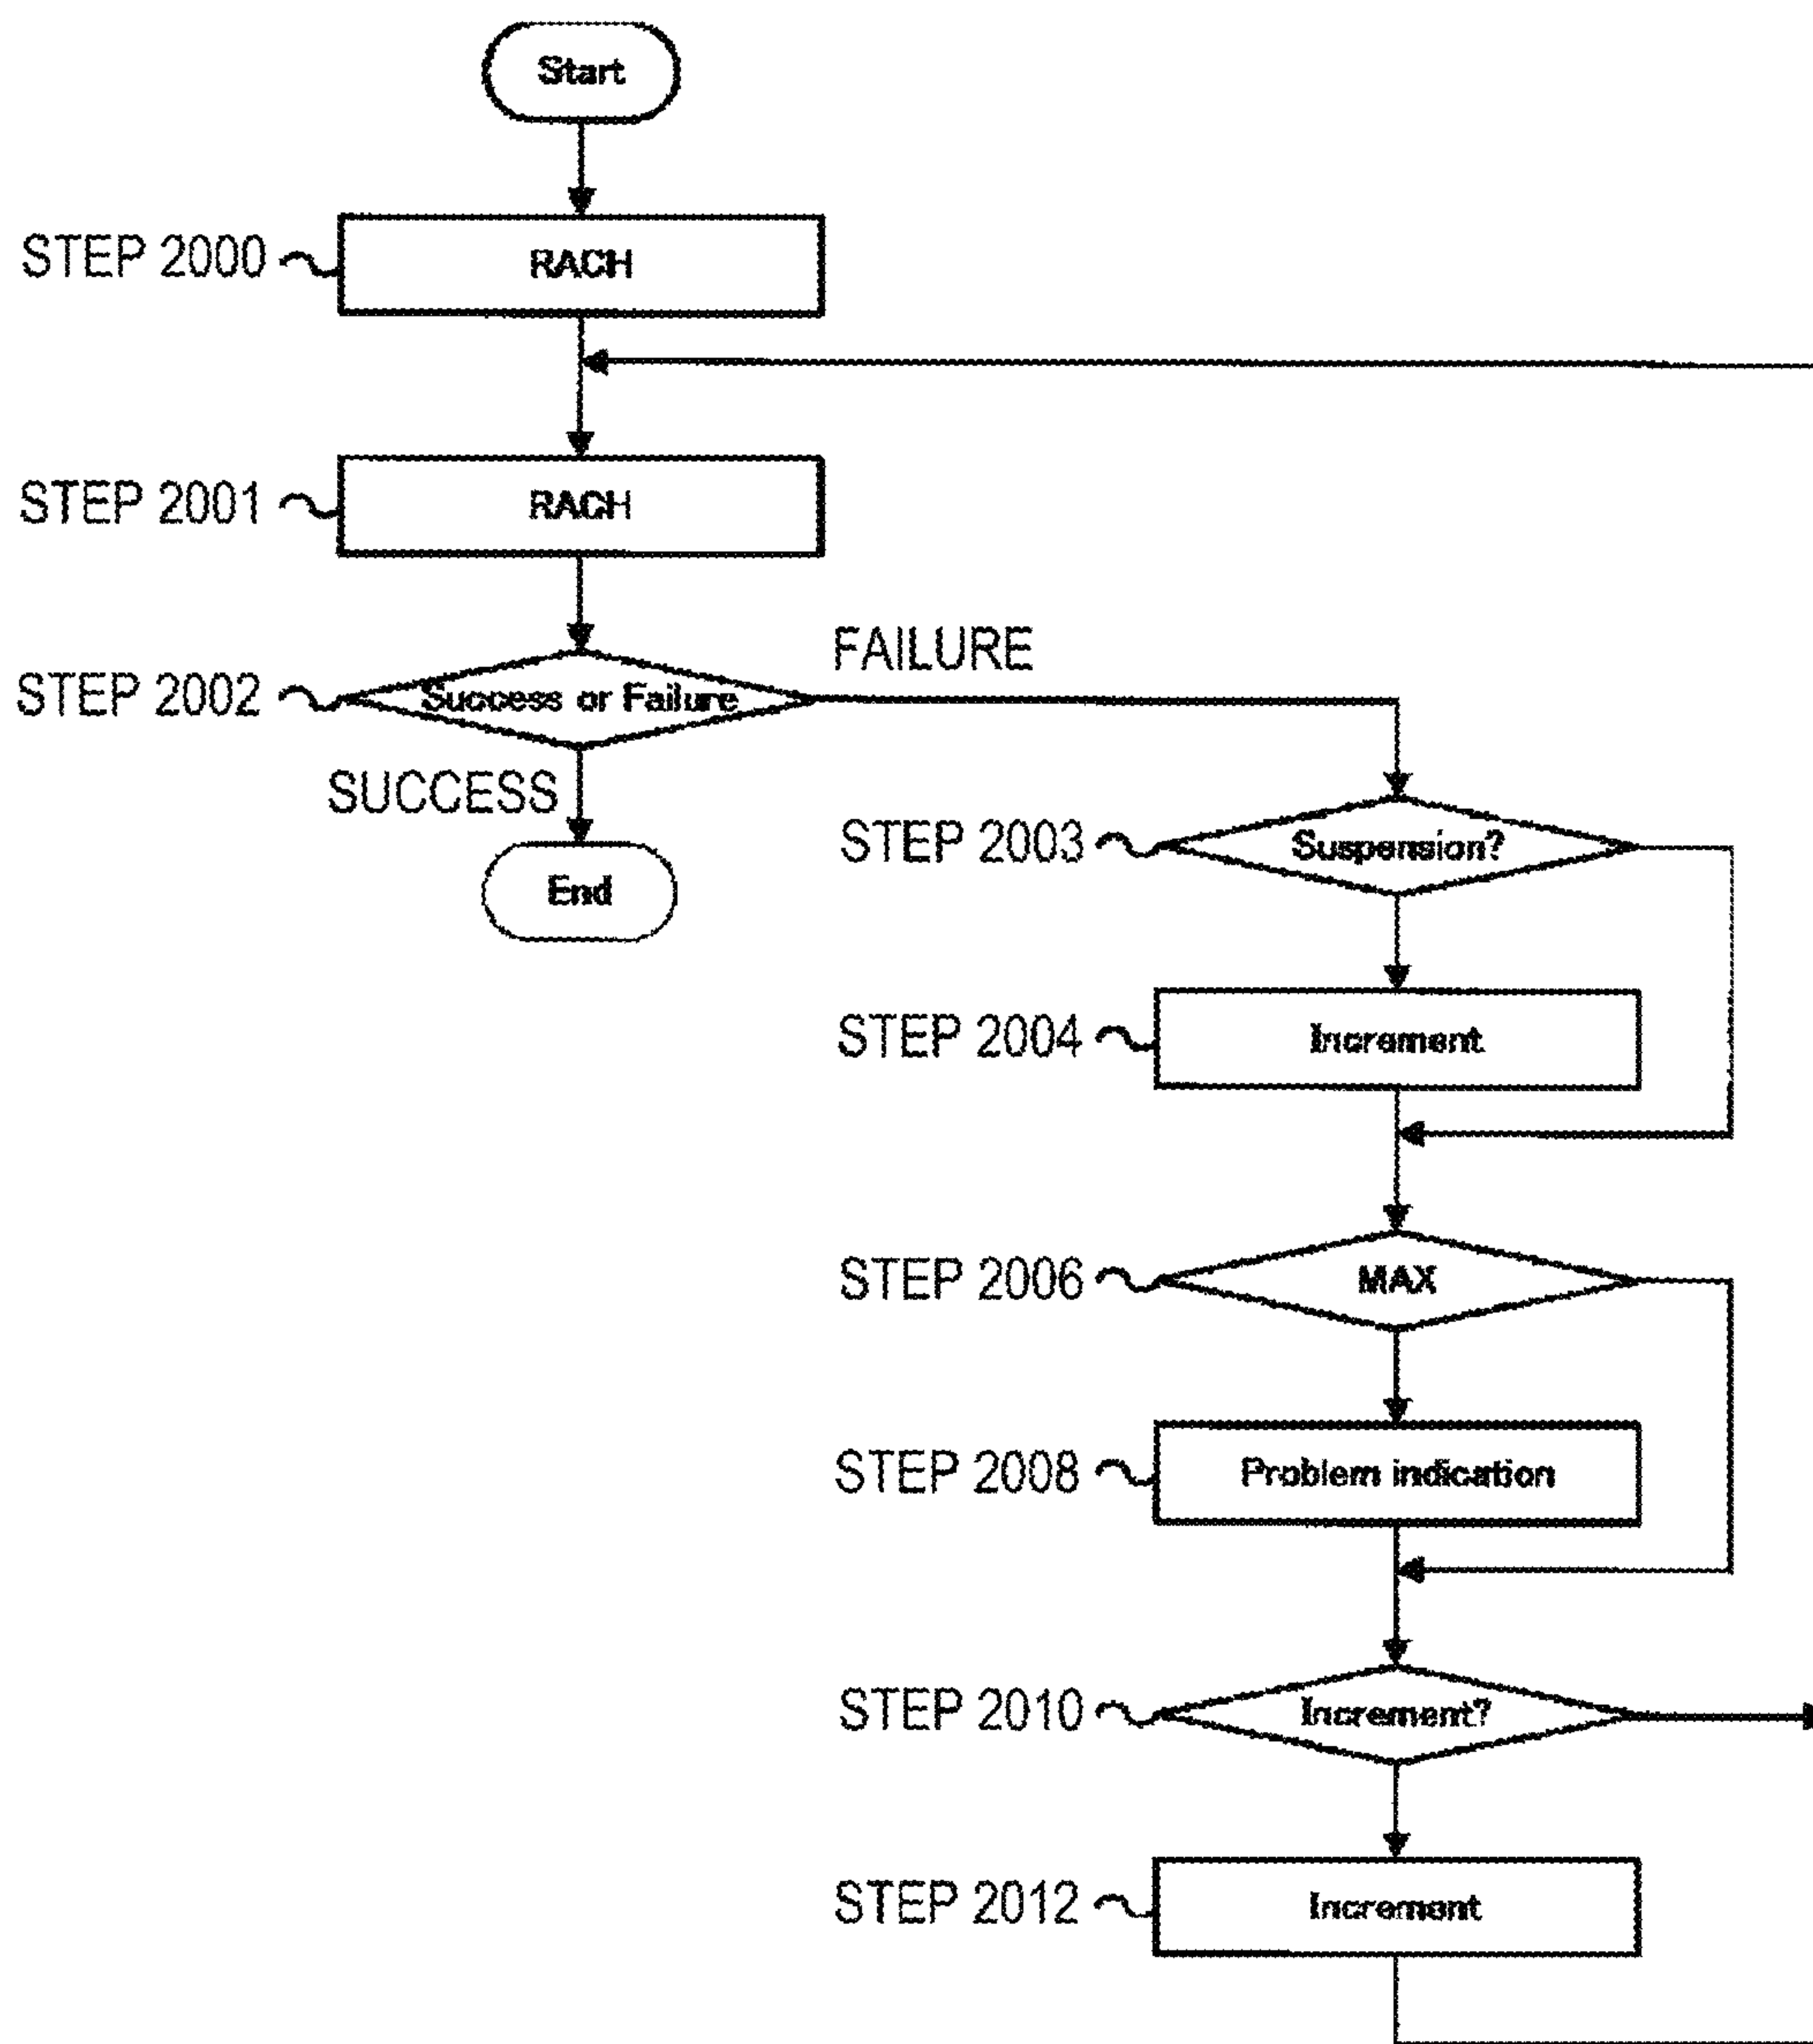 Start
STEP 2000
RACH
STEP 2001
RACH
STEP 2002
Success or Failure
FAILURE
SUCCESS
End
STEP 2003
Suspension?
STEP 2004
Increment
STEP 2006
MAX
STEP 2008
Problem indication
STEP 2010
Increment?
STEP 2012
Increment